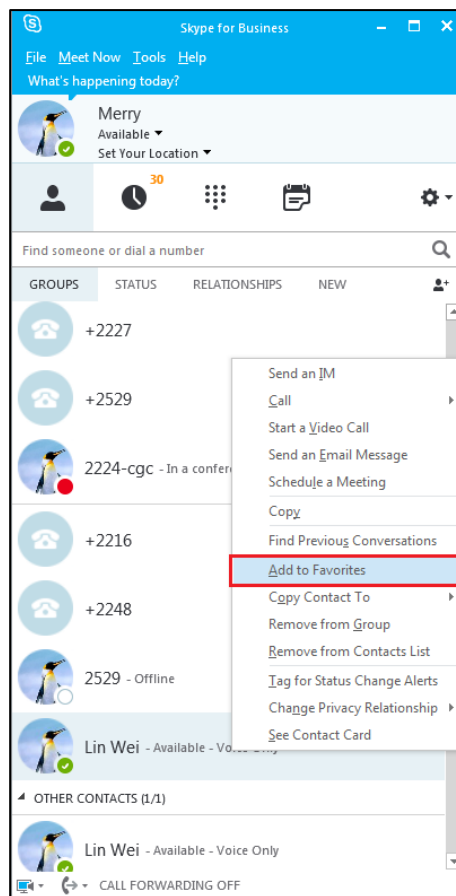 Skype for Business
File Meet Now Tools Help
What's happening today?
Merry
Available
Set Your Location
30
Find someone or dial a number
GROUPS STATUS RELATIONSHIPS NEW
+2227
+2529
2224-cgc - In a confer
+2216
+2248
2529 - Offline
Lin Wei - Available - Voice Only
Send an IM
Call
Start a Video Call
Send an Email Message
Schedule a Meeting
Copy
Find Previous Conversations
Add to Favorites
Copy Contact To
Remove from Group
Remove from Contacts List
Tag for Status Change Alerts
Change Privacy Relationship
See Contact Card
OTHER CONTACTS (1/1)
Lin Wei - Available - Voice Only
CALL FORWARDING OFF